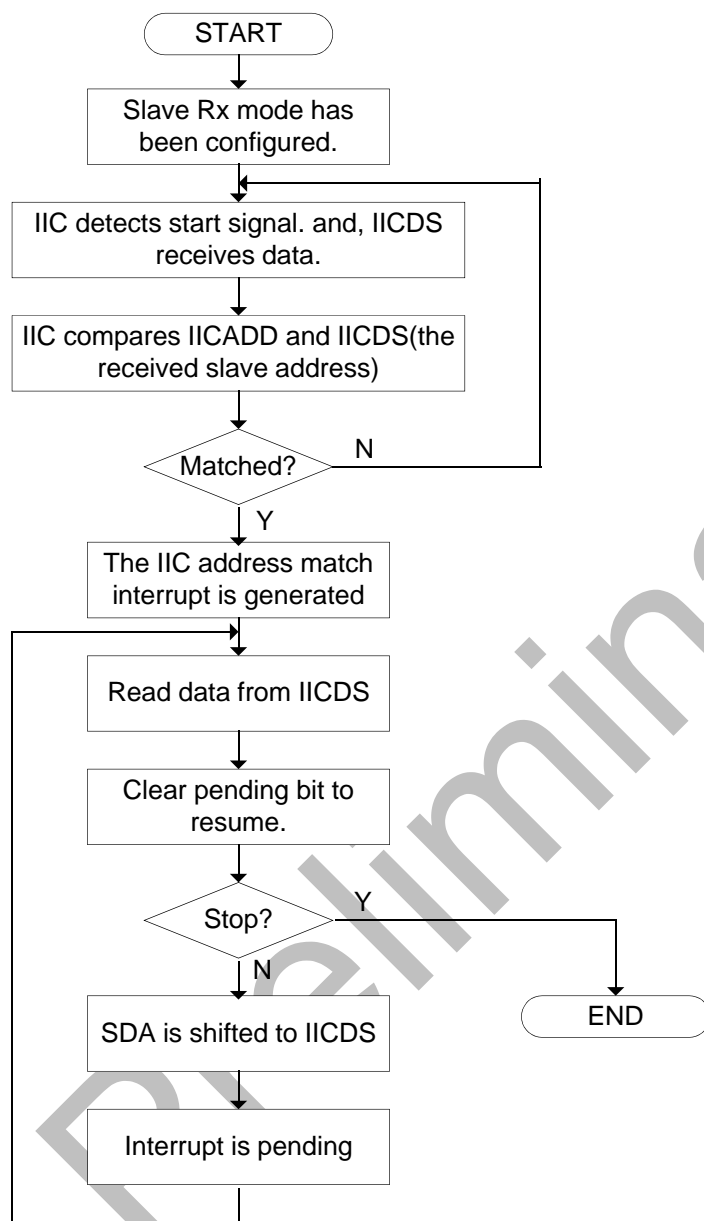 START
Slave Rx mode has
been configured.
IIC detects start signal. and, IICDS
receives data.
IIC compares IICADD and IICDS(the
received slave address)
Matched?
N
Y
The IIC address match
interrupt is generated
Read data from IICDS
Clear pending bit to
resume.
Stop?
Y
N
SDA is shifted to IICDS
END
Interrupt is pending